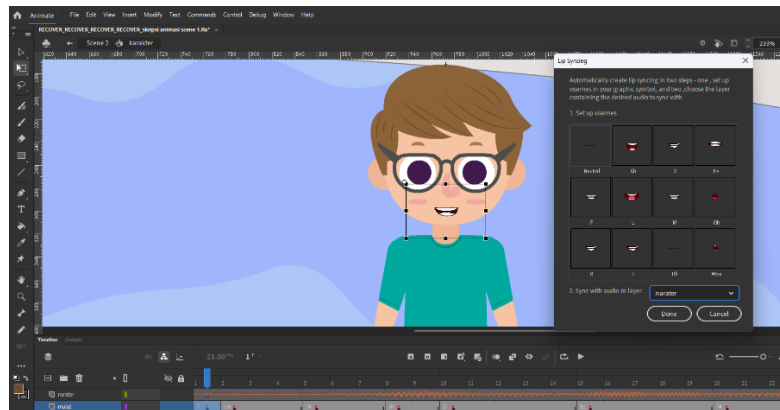 Animate File Edit View Insert Modify Text Commands Control Debug Window Help
RECOVER_RECOVER_RECOVER_RECOVER_skripsi animasi scene 1.fla* ×
Scene 2 karakter
233%
Lip Syncing
Automatically create lip syncing in two steps - one , set up
visemes in your graphic symbol, and two ,choose the layer
containing the desired audio to sync with.
1. Set up visemes
Neutral Ah D Ee
F L M Oh
R S Uh Woo
2. Sync with audio in layer: narator
Done Cancel
Timeline Output
25.00 FPS 1 F
narator
mulut